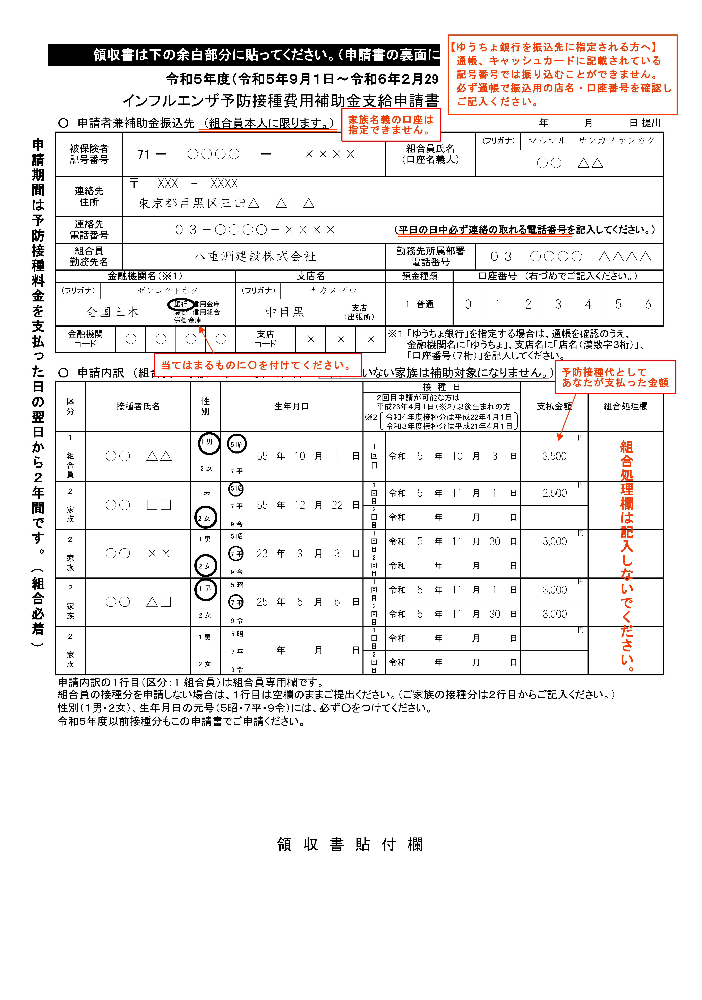 領収書は下の余白部分に貼ってください。（申請書の裏面に
【ゆうちょ銀行を振込先に指定される方へ】
通帳、キャッシュカードに記載されている
記号番号では振り込むことができません。
必ず通帳で振込用の店名・口座番号を確認し
ご記入ください。
令和5年度（令和5年9月1日～令和6年2月29
インフルエンザ予防接種費用補助金支給申請書
○ 申請者兼補助金振込先 （組合員本人に限ります。）
家族名義の口座は
指定できません。
年 月 日 提出
申請期間は予防接種料金を支払った日の翌日から2年間です。（組合必着）
被保険者
記号番号
71－ ○○○○ － ××××
組合員氏名
（口座名義人）
（フリガナ） マルマル サンカクサンカク
○○ △△
連絡先
住所
〒 XXX － XXXX
東京都目黒区三田△－△－△
連絡先
電話番号
０３－○○○○－××××
（平日の日中必ず連絡の取れる電話番号を記入してください。）
組合員
勤務先名
八重洲建設株式会社
勤務先所属部署
電話番号
０３－○○○○－△△△△
金融機関名（※1） 支店名 預金種類 口座番号 （右づめでご記入ください。）
（フリガナ） ゼンコクドボク （フリガナ） ナカメグロ
全国土木
銀行 信用金庫
農協 信用組合
労働金庫
中目黒
支店
（出張所）
1 普通
0 1 2 3 4 5 6
金融機関
コード
○ ○ ○ ○
支店
コード
× × ×
※1「ゆうちょ銀行」を指定する場合は、通帳を確認のうえ、
金融機関名に「ゆうちょ」、支店名に「店名（漢数字3桁）」、
「口座番号（7桁）」を記入してください。
当てはまるものに○を付けてください。
○ 申請内訳 （組 いない家族は補助対象になりません。）
予防接種代として
あなたが支払った金額
区分 接種者氏名 性別 生年月日 接種日 支払金額 組合処理欄
2回目申請が可能な方は
平成23年4月1日（※2）以後生まれの方
※2 令和4年度接種分は平成22年4月1日
令和3年度接種分は平成21年4月1日
1 組合員 ○○ △△ 1 男 2 女 5 昭 7 平 55 年 10 月 1 日 1回目 令和 5 年 10 月 3 日 3,500 円
2 家族 ○○ □□ 1 男 2 女 5 昭 7 平 9 令 55 年 12 月 22 日 1回目 令和 5 年 11 月 1 日 2,500 円
2回目 令和 年 月 日
2 家族 ○○ ×× 1 男 2 女 5 昭 7 平 9 令 23 年 3 月 3 日 1回目 令和 5 年 11 月 30 日 3,000 円
2回目 令和 年 月 日
2 家族 ○○ △□ 1 男 2 女 5 昭 7 平 9 令 25 年 5 月 5 日 1回目 令和 5 年 11 月 1 日 3,000 円
2回目 令和 5 年 11 月 30 日 3,000
2 家族 1 男 2 女 5 昭 7 平 9 令 年 月 日 1回目 令和 年 月 日 円
2回目 令和 年 月 日
組合処理欄は記入しないでください。
申請内訳の1行目（区分：1 組合員）は組合員専用欄です。
組合員の接種分を申請しない場合は、1行目は空欄のままご提出ください。（ご家族の接種分は2行目からご記入ください。）
性別（1男・2女）、生年月日の元号（5昭・7平・9令）には、必ず○をつけてください。
令和5年度以前接種分もこの申請書でご申請ください。
領収書貼付欄